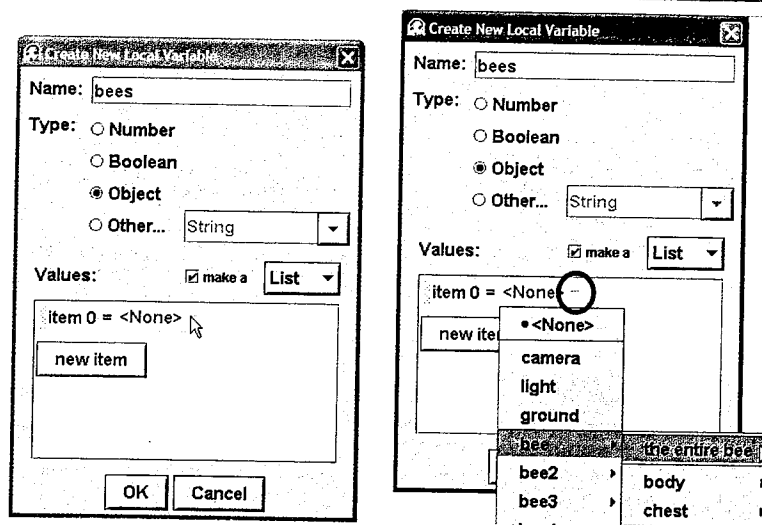 Create New Local Variable
Name: bees
Type: Number
Boolean
Object
Other... String
Values: make a List
item 0 = <None>
new item
OK Cancel
Create New Local Variable
Name: bees
Type: Number
Boolean
Object
Other... String
Values: make a List
item 0 = <None>
new ite
<None>
camera
light
ground
bee the entire bee
bee2 body
bee3 chest